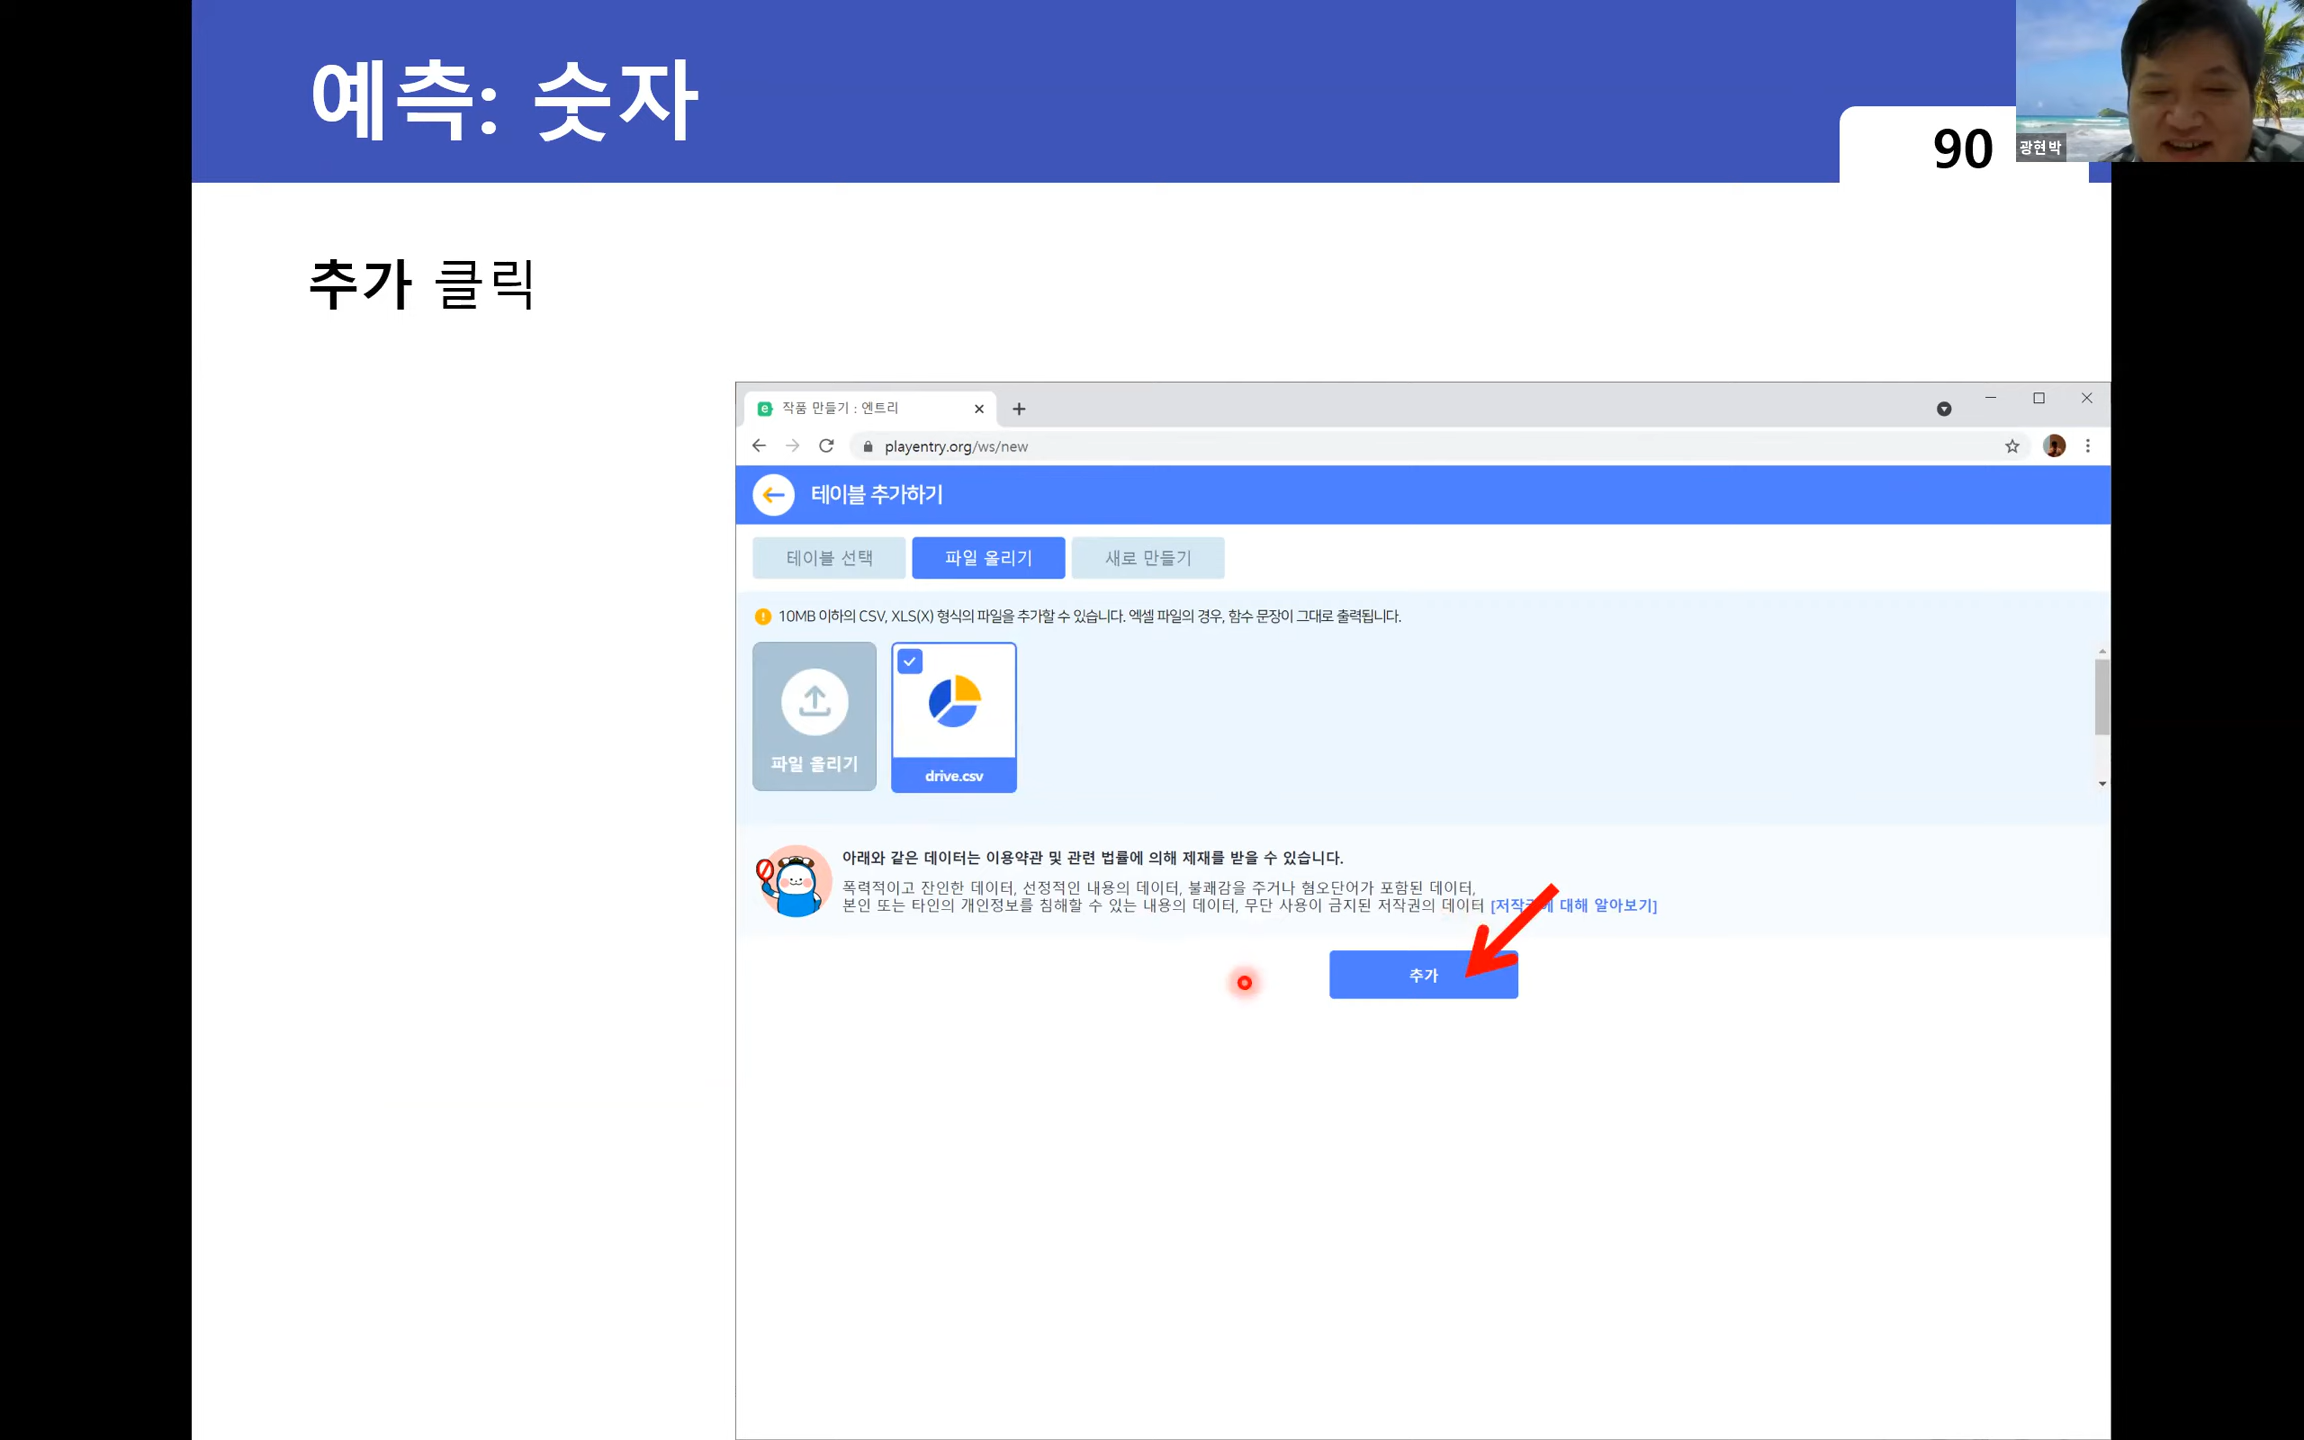 예측: 숫자
90
광현박
추가 클릭
작품 만들기 : 엔트리
playentry.org/ws/new
테이블 추가하기
테이블 선택
파일 올리기
새로 만들기
10MB 이하의 CSV, XLS(X) 형식의 파일을 추가할 수 있습니다. 엑셀 파일의 경우, 함수 문장이 그대로 출력됩니다.
파일 올리기
drive.csv
아래와 같은 데이터는 이용약관 및 관련 법률에 의해 제재를 받을 수 있습니다.
폭력적이고 잔인한 데이터, 선정적인 내용의 데이터, 불쾌감을 주거나 혐오단어가 포함된 데이터,
본인 또는 타인의 개인정보를 침해할 수 있는 내용의 데이터, 무단 사용이 금지된 저작권의 데이터 대해 알아보기]
추가